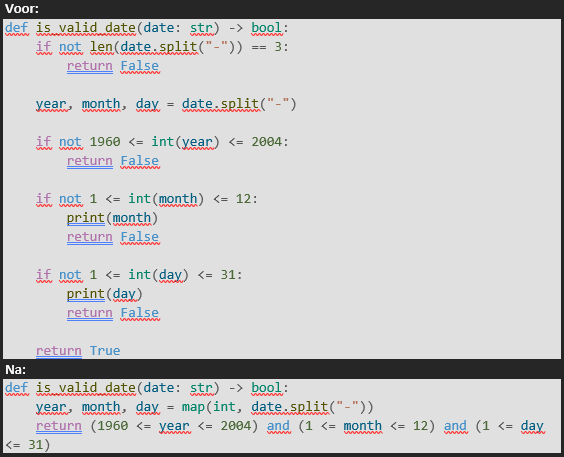 Voor:
def is_valid_date(date: str) -> bool:
    if not len(date.split("-")) == 3:
        return False
    year, month, day = date.split("-")
    if not 1960 <= int(year) <= 2004:
        return False
    if not 1 <= int(month) <= 12:
        print(month)
        return False
    if not 1 <= int(day) <= 31:
        print(day)
        return False
    return True
Na:
def is_valid_date(date: str) -> bool:
    year, month, day = map(int, date.split("-"))
    return (1960 <= year <= 2004) and (1 <= month <= 12) and (1 <= day
<= 31)